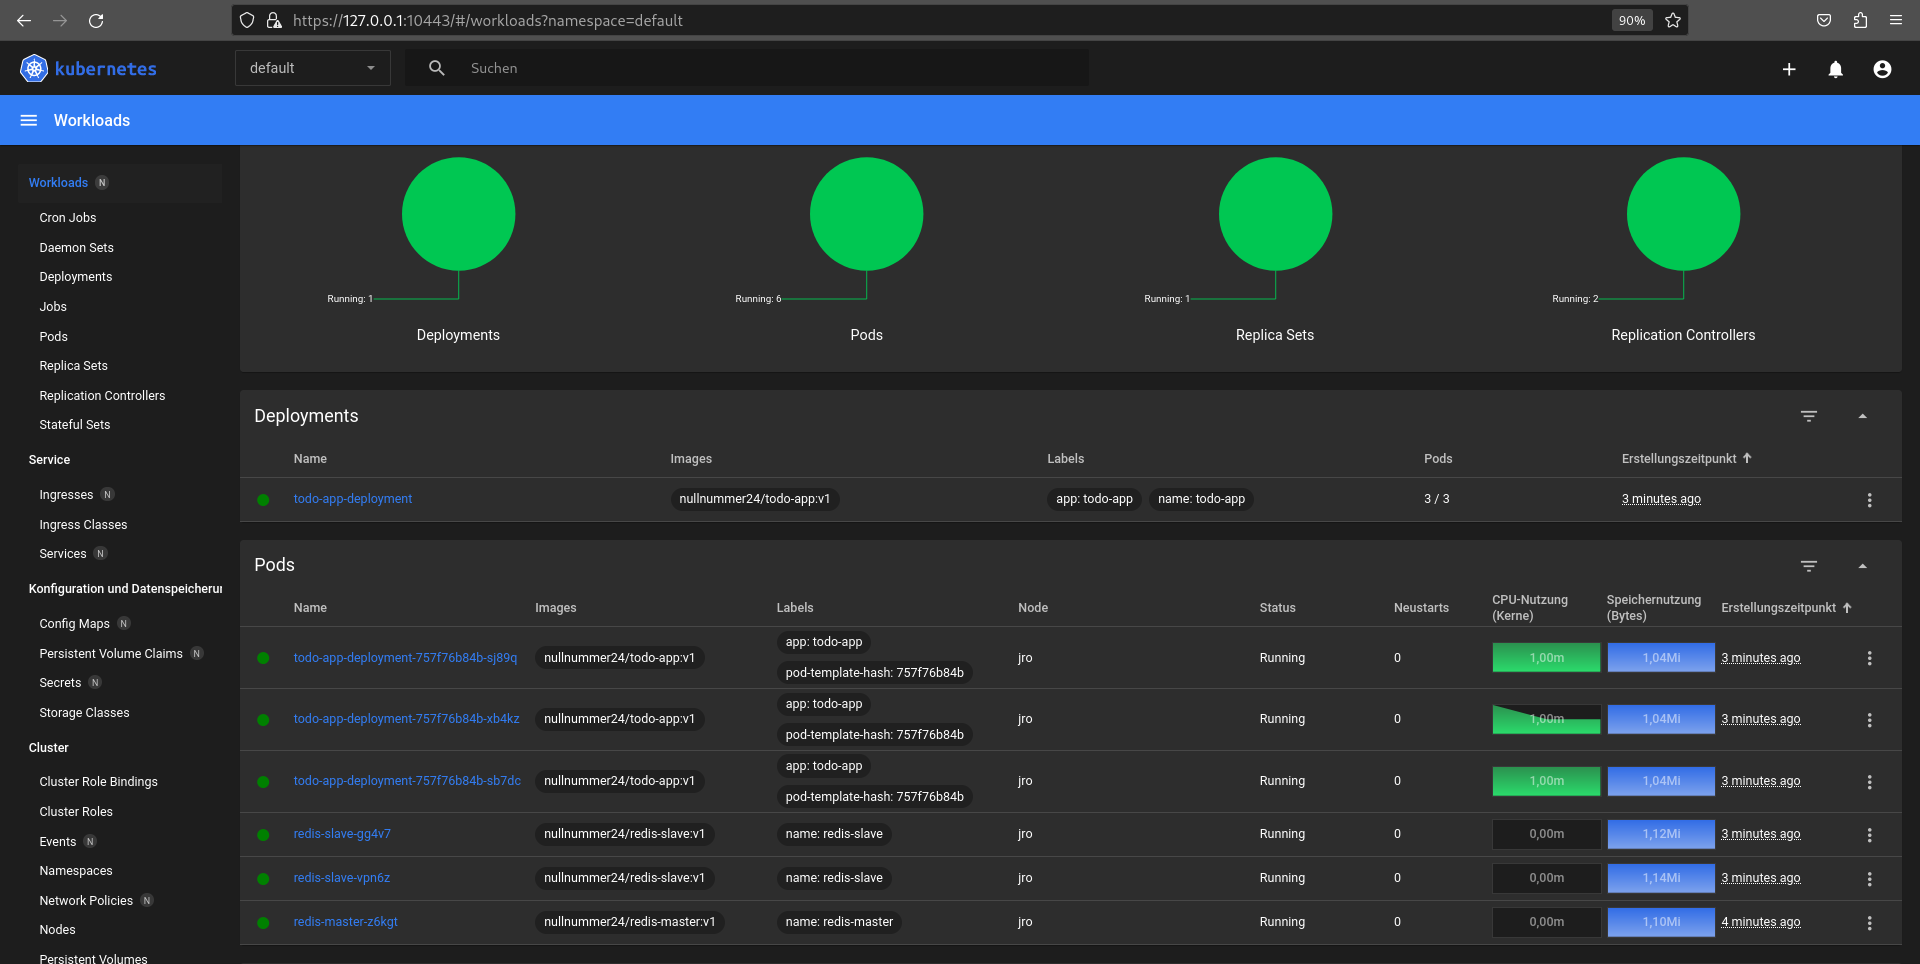 https://127.0.0.1:10443/#/workloads?namespace=default
90%
kubernetes
default
Suchen
Workloads
Workloads N
Cron Jobs
Daemon Sets
Deployments
Jobs
Pods
Replica Sets
Replication Controllers
Stateful Sets
Service
Ingresses N
Ingress Classes
Services N
Konfiguration und Datenspeicheru
Config Maps N
Persistent Volume Claims N
Secrets N
Storage Classes
Cluster
Cluster Role Bindings
Cluster Roles
Events N
Namespaces
Network Policies N
Nodes
Persistent Volumes
Running: 1
Deployments
Running: 6
Pods
Running: 1
Replica Sets
Running: 2
Replication Controllers
Deployments
Name Images Labels Pods Erstellungszeitpunkt
todo-app-deployment nullnummer24/todo-app:v1 app: todo-app name: todo-app 3 / 3 3 minutes ago
Pods
Name Images Labels Node Status Neustarts CPU-Nutzung (Kerne) Speichernutzung (Bytes) Erstellungszeitpunkt
todo-app-deployment-757f76b84b-sj89q nullnummer24/todo-app:v1 app: todo-app pod-template-hash: 757f76b84b jro Running 0 1,00m 1,04Mi 3 minutes ago
todo-app-deployment-757f76b84b-xb4kz nullnummer24/todo-app:v1 app: todo-app pod-template-hash: 757f76b84b jro Running 0 1,00m 1,04Mi 3 minutes ago
todo-app-deployment-757f76b84b-sb7dc nullnummer24/todo-app:v1 app: todo-app pod-template-hash: 757f76b84b jro Running 0 1,00m 1,04Mi 3 minutes ago
redis-slave-gg4v7 nullnummer24/redis-slave:v1 name: redis-slave jro Running 0 0,00m 1,12Mi 3 minutes ago
redis-slave-vpn6z nullnummer24/redis-slave:v1 name: redis-slave jro Running 0 0,00m 1,14Mi 3 minutes ago
redis-master-z6kgt nullnummer24/redis-master:v1 name: redis-master jro Running 0 0,00m 1,10Mi 4 minutes ago